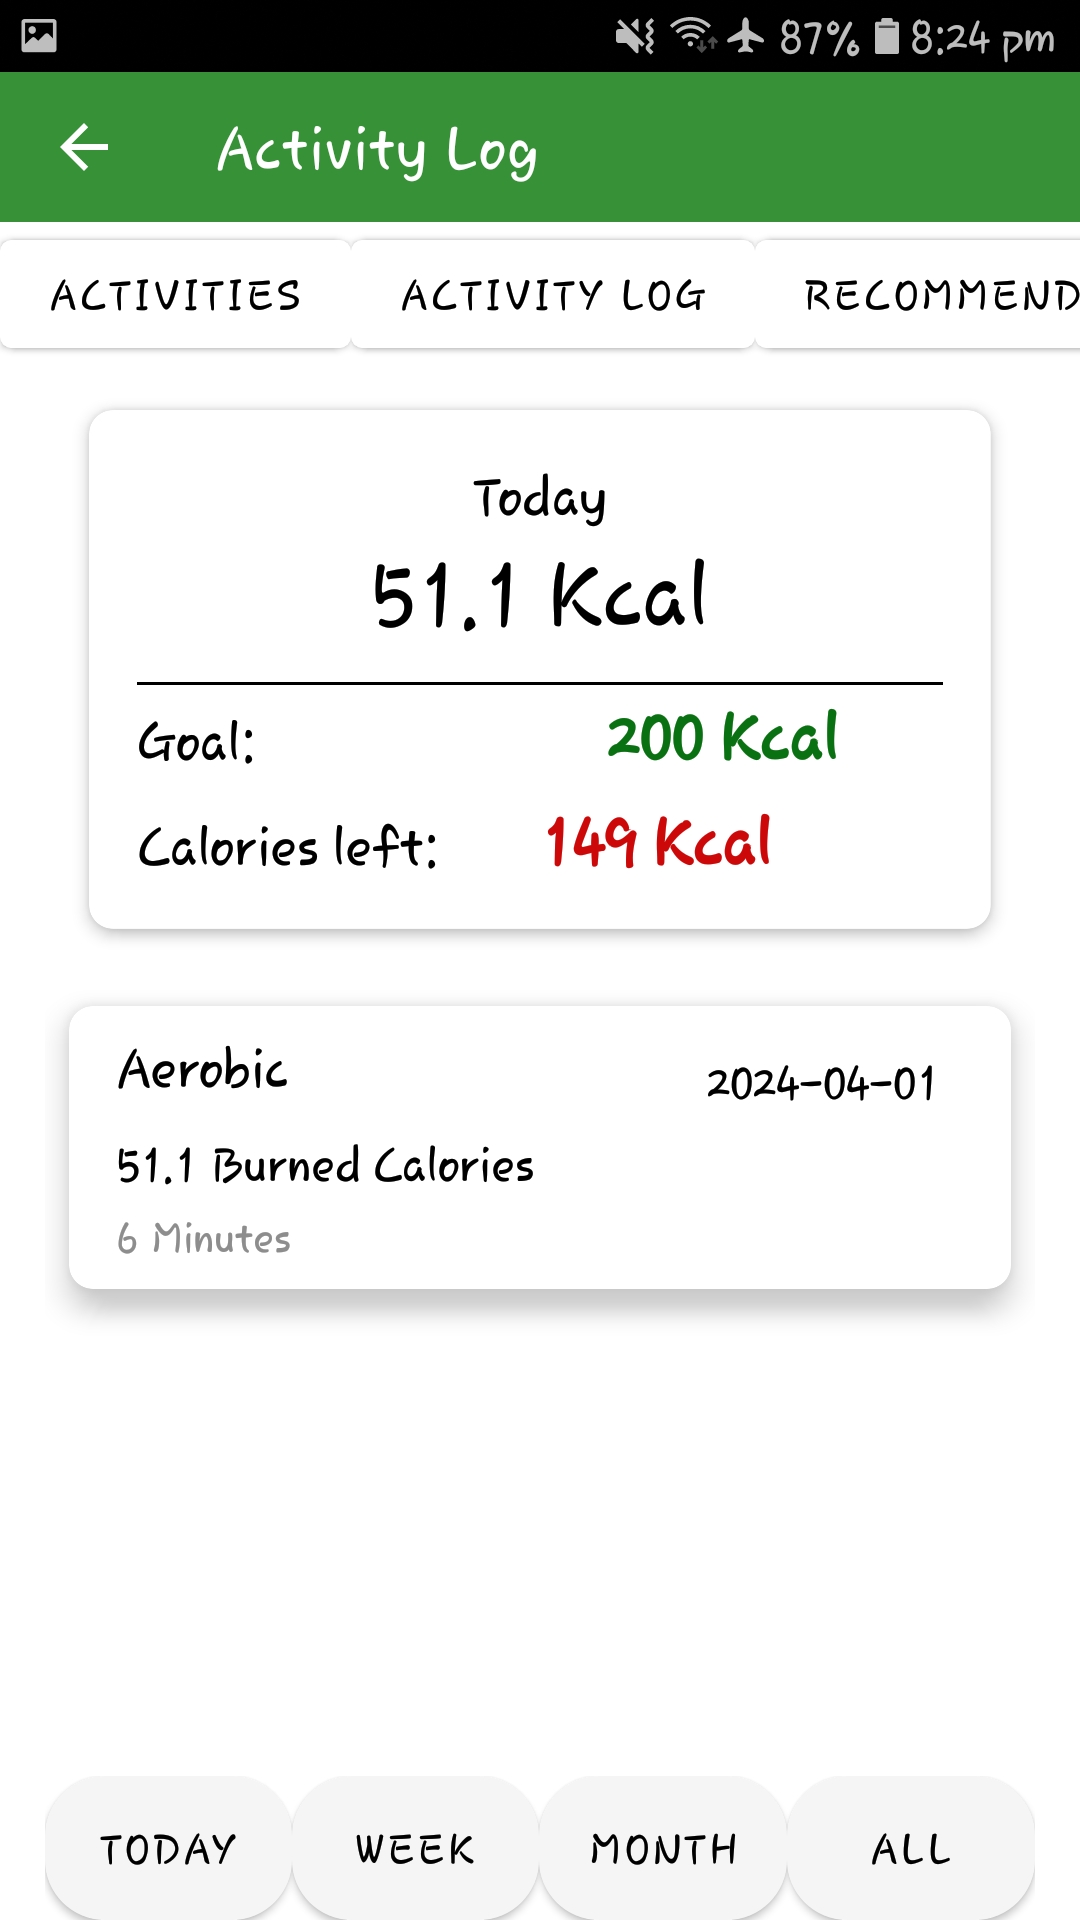 87% 8:24 pm
Activity Log
ACTIVITIES ACTIVITY LOG RECOMMEND
Today
51.1 Kcal
Goal: 200 Kcal
Calories left: 149 Kcal
Aerobic 2024-04-01
51.1 Burned Calories
6 Minutes
TODAY WEEK MONTH ALL